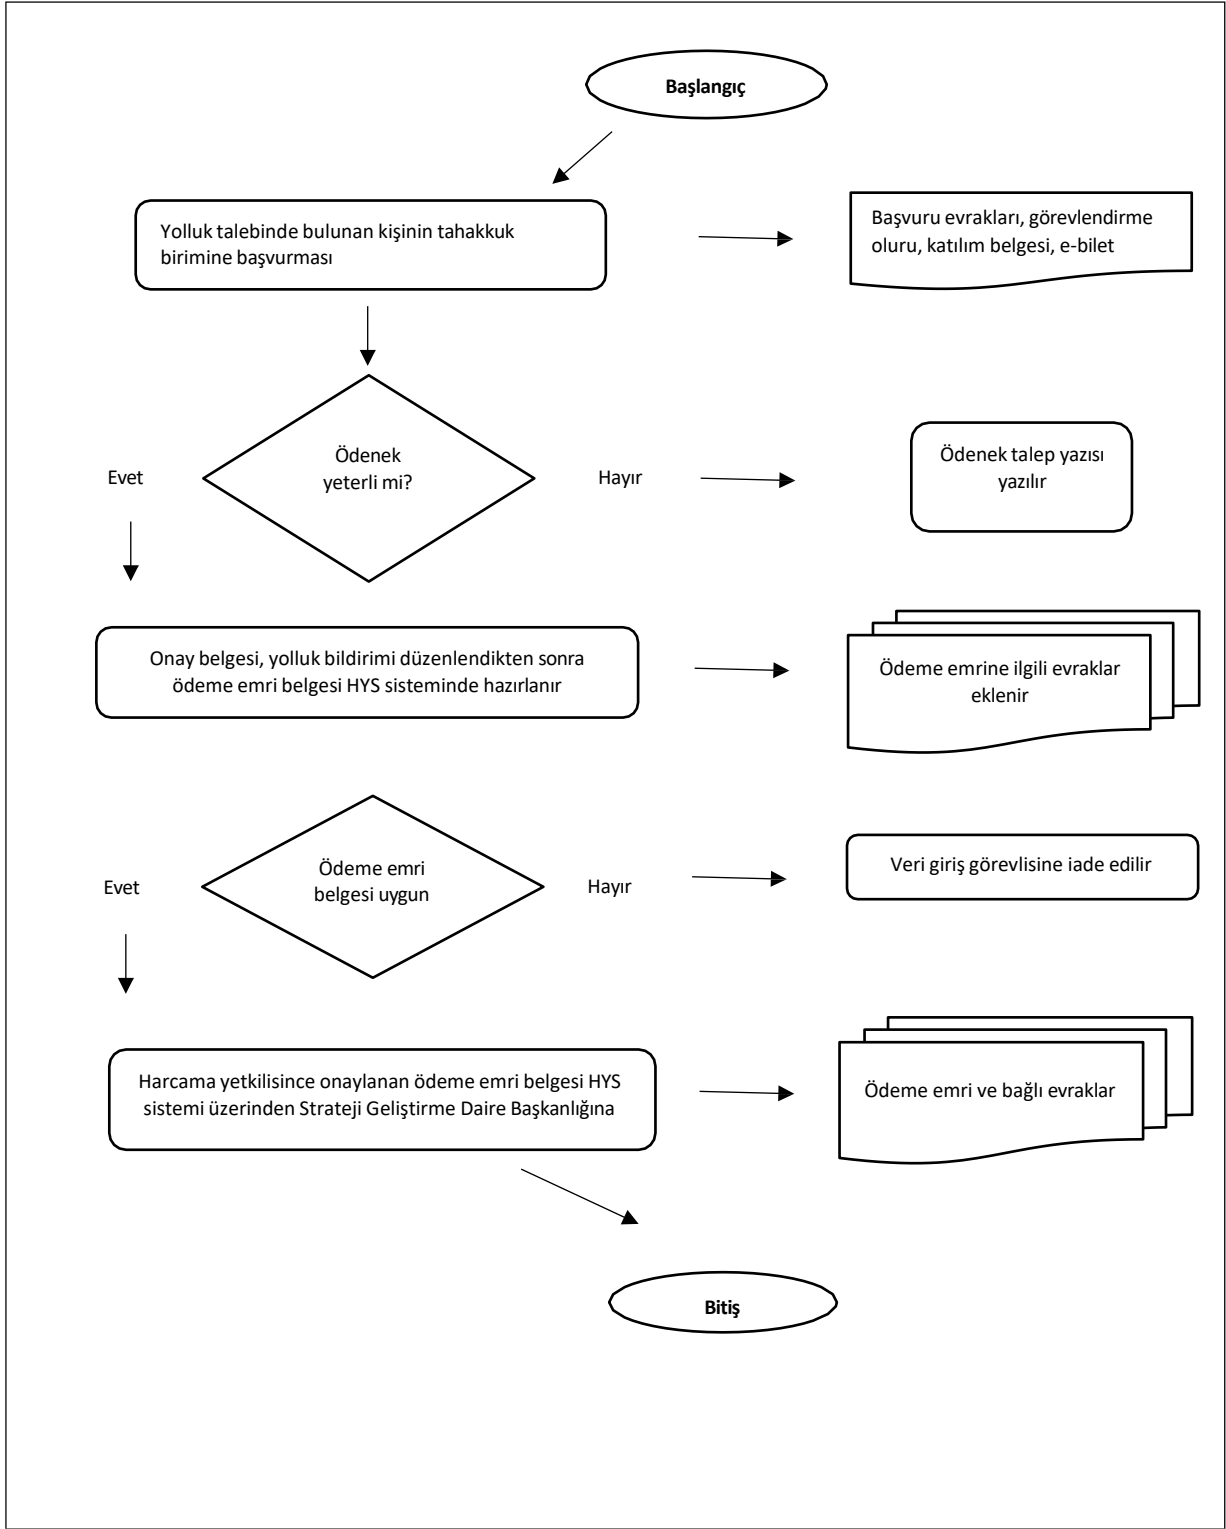 Başlangıç
Yolluk talebinde bulunan kişinin tahakkuk
birimine başvurması
Başvuru evrakları, görevlendirme
oluru, katılım belgesi, e-bilet
Ödenek
yeterli mi?
Evet
Hayır
Ödenek talep yazısı
yazılır
Onay belgesi, yolluk bildirimi düzenlendikten sonra
ödeme emri belgesi HYS sisteminde hazırlanır
Ödeme emrine ilgili evraklar
eklenir
Ödeme emri
belgesi uygun
Evet
Hayır
Veri giriş görevlisine iade edilir
Harcama yetkilisince onaylanan ödeme emri belgesi HYS
sistemi üzerinden Strateji Geliştirme Daire Başkanlığına
Ödeme emri ve bağlı evraklar
Bitiş